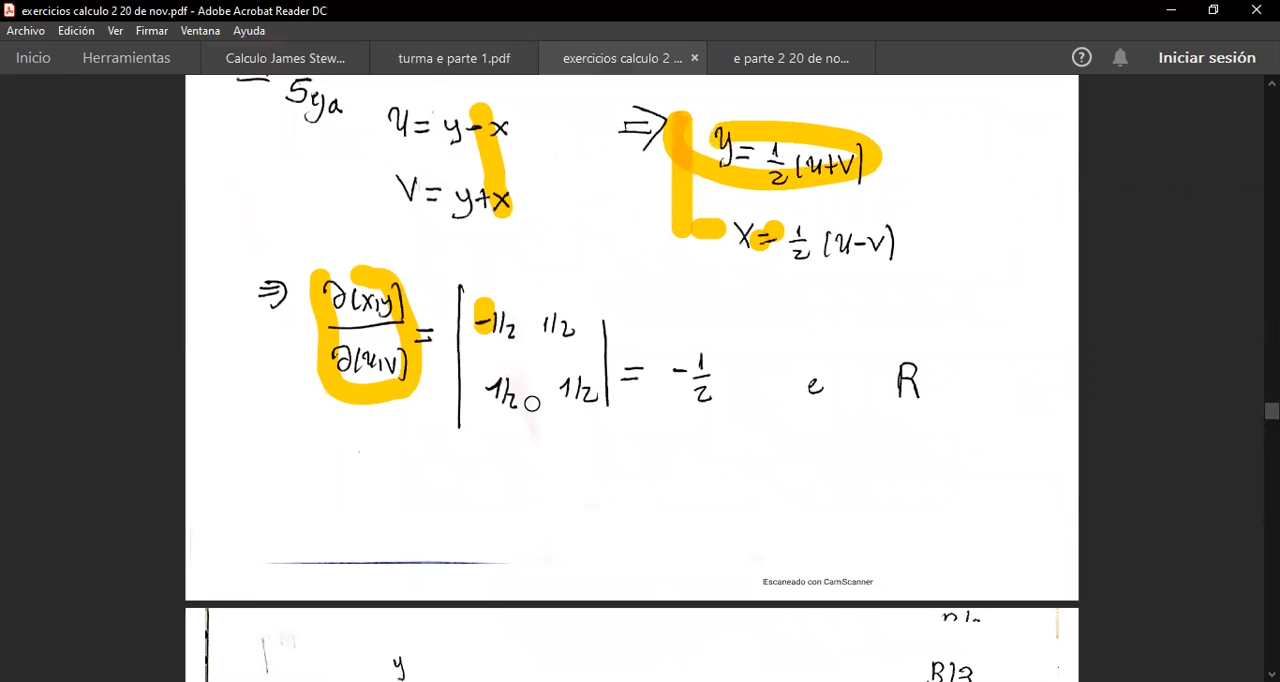 exercicios calculo 2 20 de nov.pdf - Adobe Acrobat Reader DC
Archivo Edición Ver Firmar Ventana Ayuda
Inicio Herramientas Calculo James Stew... turma e parte 1.pdf exercicios calculo 2 ... × e parte 2 20 de no... ? Iniciar sesión
Seja
u = y - x ⇒ y = 1/2 (u+v)
v = y + x x = 1/2 (u-v)
⇒ ∂(x,y)/∂(u,v) = | -1/2 1/2 | = - 1/2 e R
1/2 1/2
Escaneado con CamScanner
y